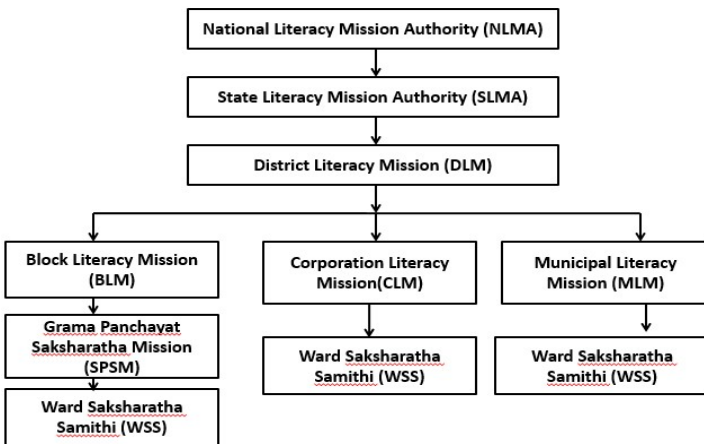 National Literacy Mission Authority (NLMA)
State Literacy Mission Authority (SLMA)
District Literacy Mission (DLM)
Block Literacy Mission
(BLM)
Corporation Literacy
Mission(CLM)
Municipal Literacy
Mission (MLM)
Grama Panchayat
Saksharatha Mission
(SPSM)
Ward Saksharatha
Samithi (WSS)
Ward Saksharatha
Samithi (WSS)
Ward Saksharatha
Samithi (WSS)